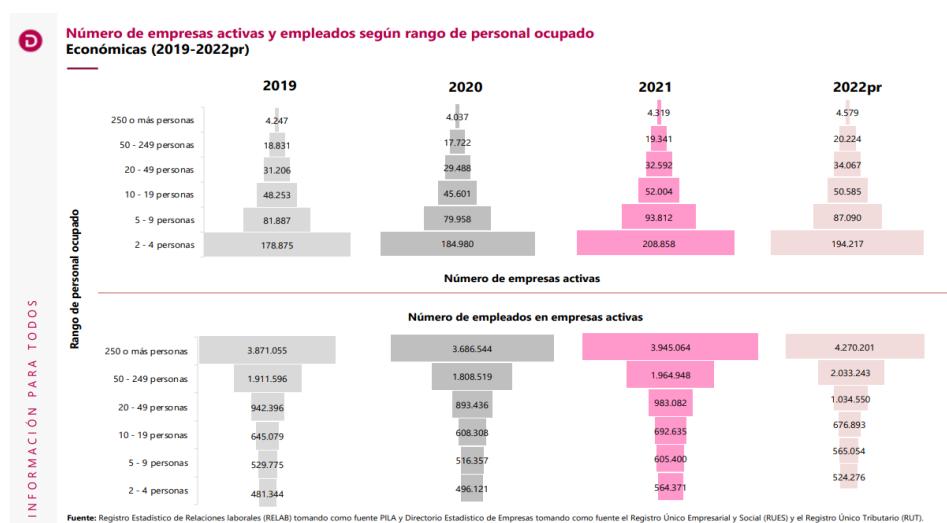 Número de empresas activas y empleados según rango de personal ocupado
Económicas (2019-2022pr)
2019 2020 2021 2022pr
Rango de personal ocupado
250 o más personas 4.247 4.037 4.319 4.579
50 - 249 personas 18.831 17.722 19.341 20.224
20 - 49 personas 31.206 29.488 32.592 34.067
10 - 19 personas 48.253 45.601 52.004 50.585
5 - 9 personas 81.887 79.958 93.812 87.090
2 - 4 personas 178.875 184.980 208.858 194.217
Número de empresas activas
Número de empleados en empresas activas
250 o más personas 3.871.055 3.686.544 3.945.064 4.270.201
50 - 249 personas 1.911.596 1.808.519 1.964.948 2.033.243
20 - 49 personas 942.396 893.436 983.082 1.034.550
10 - 19 personas 645.079 608.308 692.635 676.893
5 - 9 personas 529.775 516.357 605.400 565.054
2 - 4 personas 481.344 496.121 564.371 524.276
INFORMACIÓN PARA TODOS
Fuente: Registro Estadístico de Relaciones laborales (RELAB) tomando como fuente PILA y Directorio Estadístico de Empresas tomando como fuente el Registro Único Empresarial y Social (RUES) y el Registro Único Tributario (RUT).